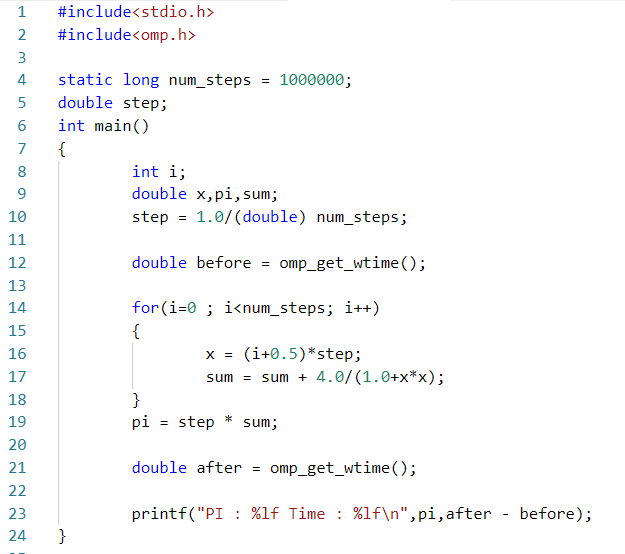 1 #include<stdio.h>
2 #include<omp.h>
3
4 static long num_steps = 1000000;
5 double step;
6 int main()
7 {
8 int i;
9 double x,pi,sum;
10 step = 1.0/(double) num_steps;
11
12 double before = omp_get_wtime();
13
14 for(i=0 ; i<num_steps; i++)
15 {
16 x = (i+0.5)*step;
17 sum = sum + 4.0/(1.0+x*x);
18 }
19 pi = step * sum;
20
21 double after = omp_get_wtime();
22
23 printf("PI : %lf Time : %lf\n",pi,after - before);
24 }